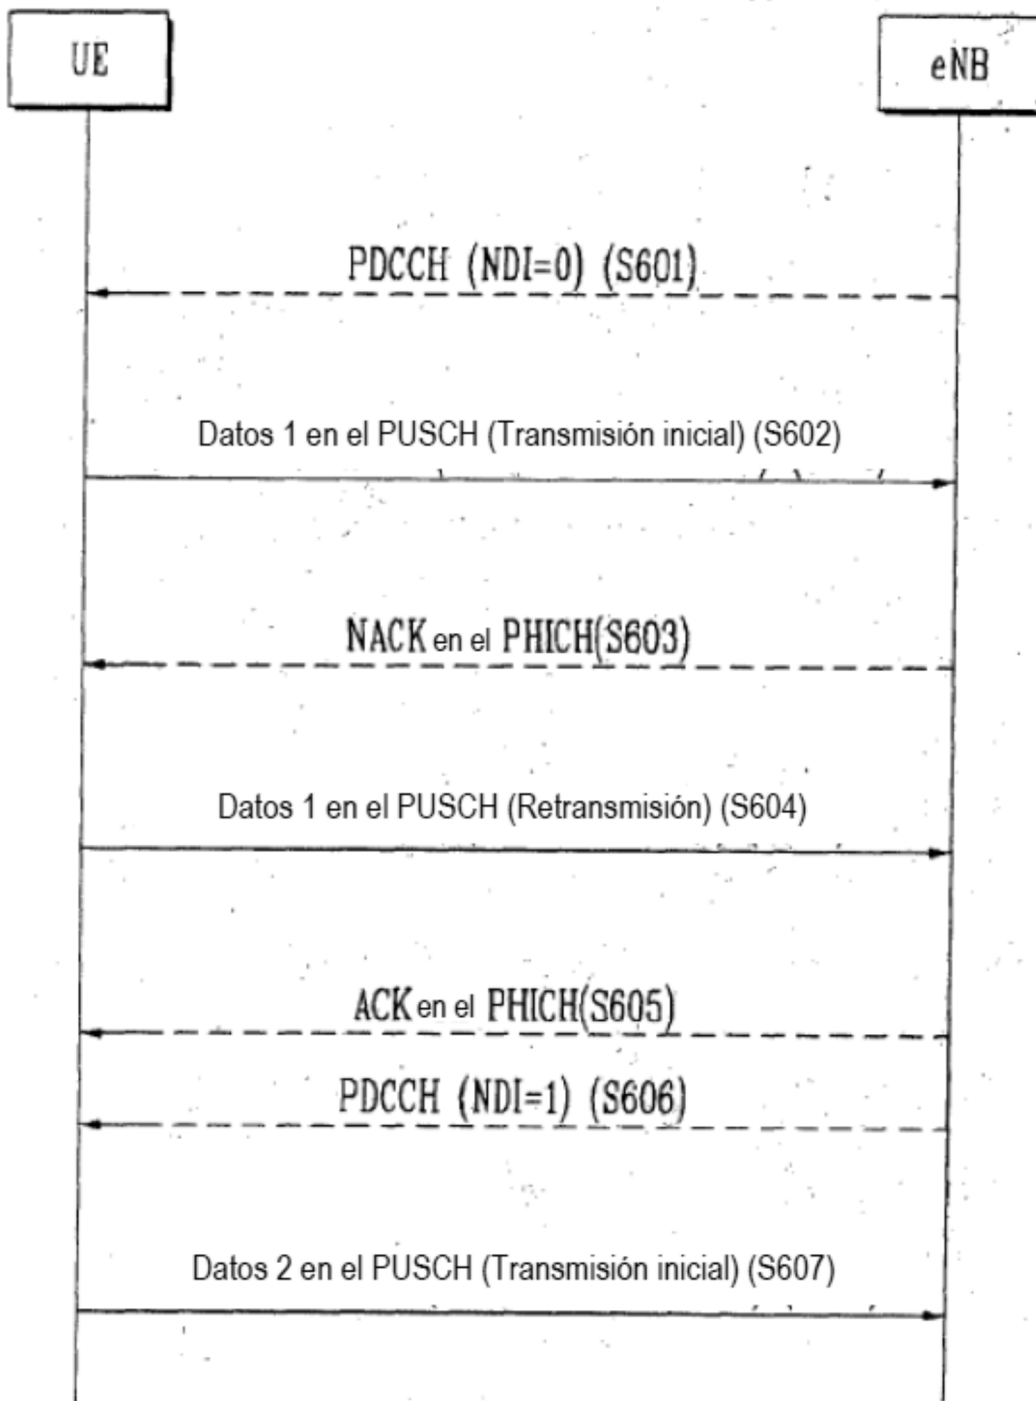 UE
eNB
PDCCH (NDI=0) (S601)
Datos 1 en el PUSCH (Transmisión inicial) (S602)
NACK en el PHICH(S603)
Datos 1 en el PUSCH (Retransmisión) (S604)
ACK en el PHICH(S605)
PDCCH (NDI=1) (S606)
Datos 2 en el PUSCH (Transmisión inicial) (S607)